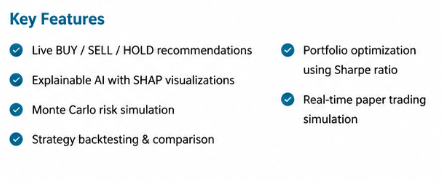 Key Features
Live BUY / SELL / HOLD recommendations
Explainable AI with SHAP visualizations
Monte Carlo risk simulation
Strategy backtesting & comparison
Portfolio optimization
using Sharpe ratio
Real-time paper trading
simulation